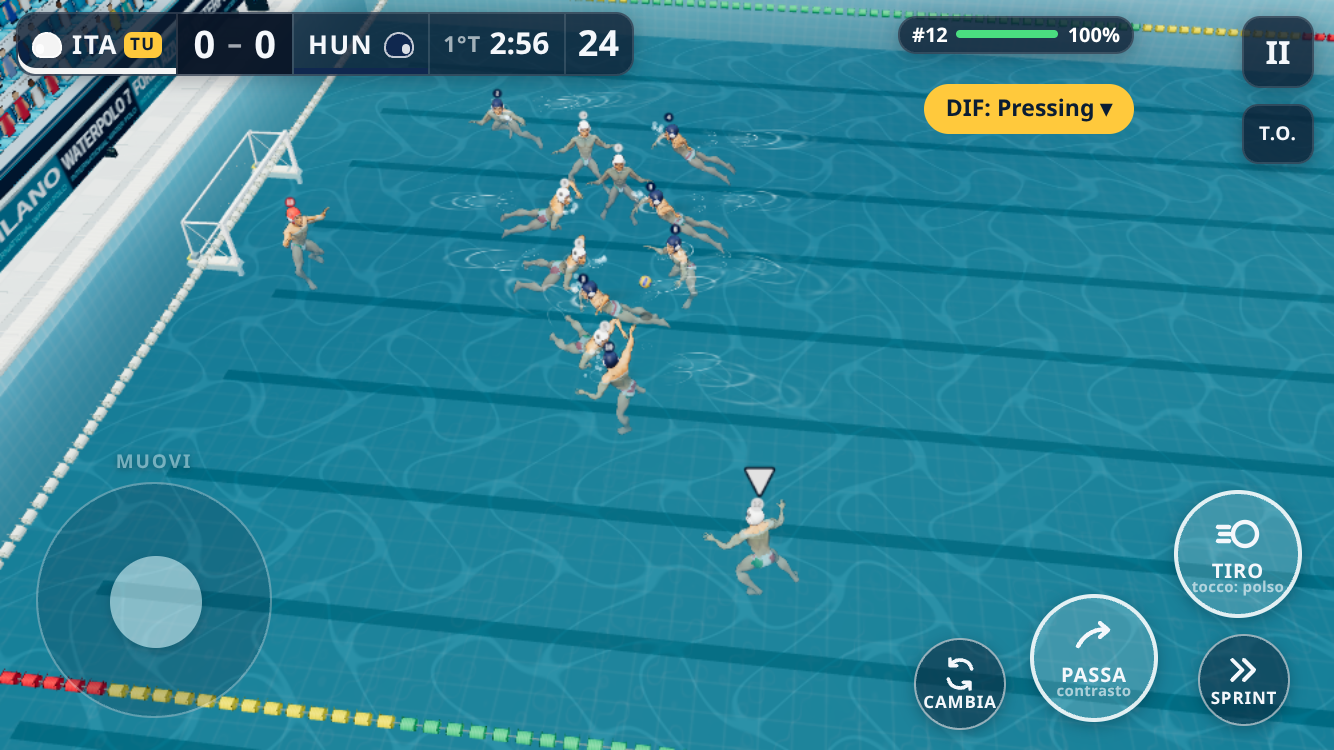 ITA TU 0 - 0 HUN 1°T 2:56 24
#12 100%
II
DIF: Pressing ▾
T.O.
WATERPOLO 7
MUOVI
TIRO
tocco: polso
PASSA
contrasto
CAMBIA
SPRINT